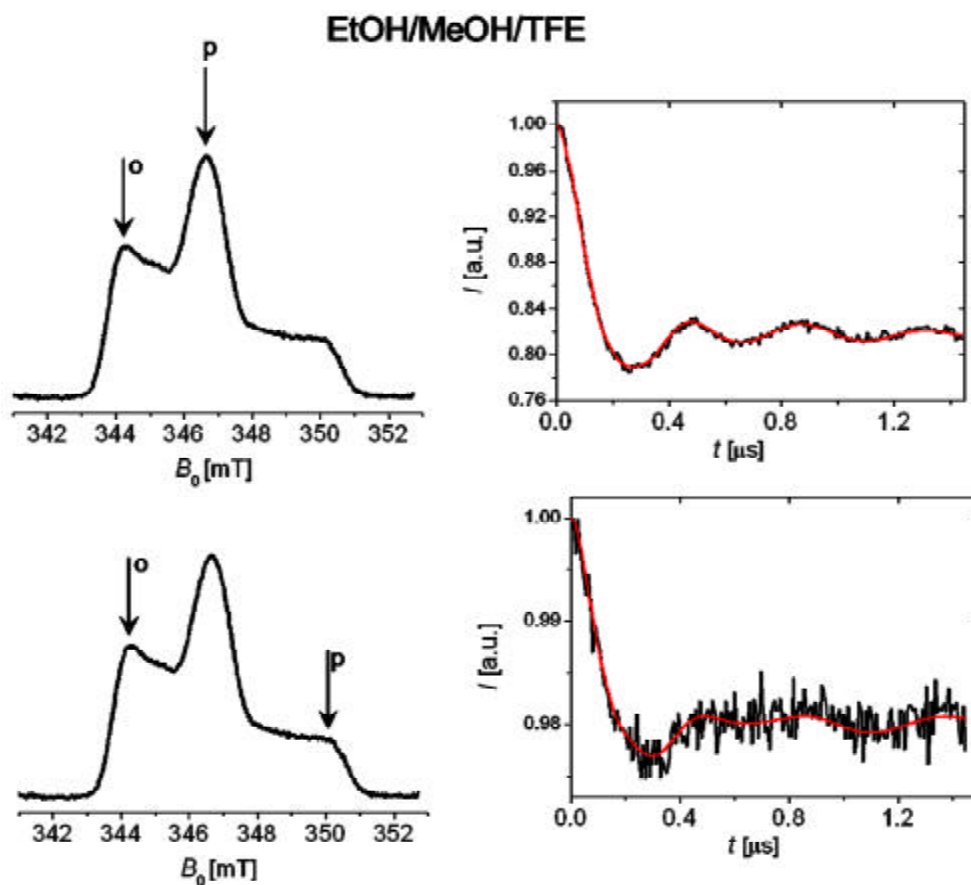 EtOH/MeOH/TFE
p
o
342 344 346 348 350 352
B₀ [mT]
1.00
0.96
0.92
0.88
0.84
0.80
0.76
I [a.u.]
0.0 0.4 0.8 1.2
t [μs]
o
p
342 344 346 348 350 352
B₀ [mT]
1.00
0.99
0.98
I [a.u.]
0.0 0.4 0.8 1.2
t [μs]